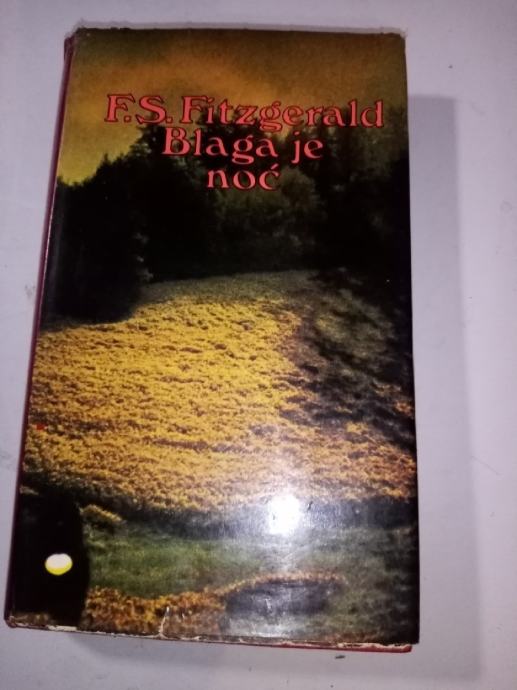 F.S. Fitzgerald
Blaga je
noć